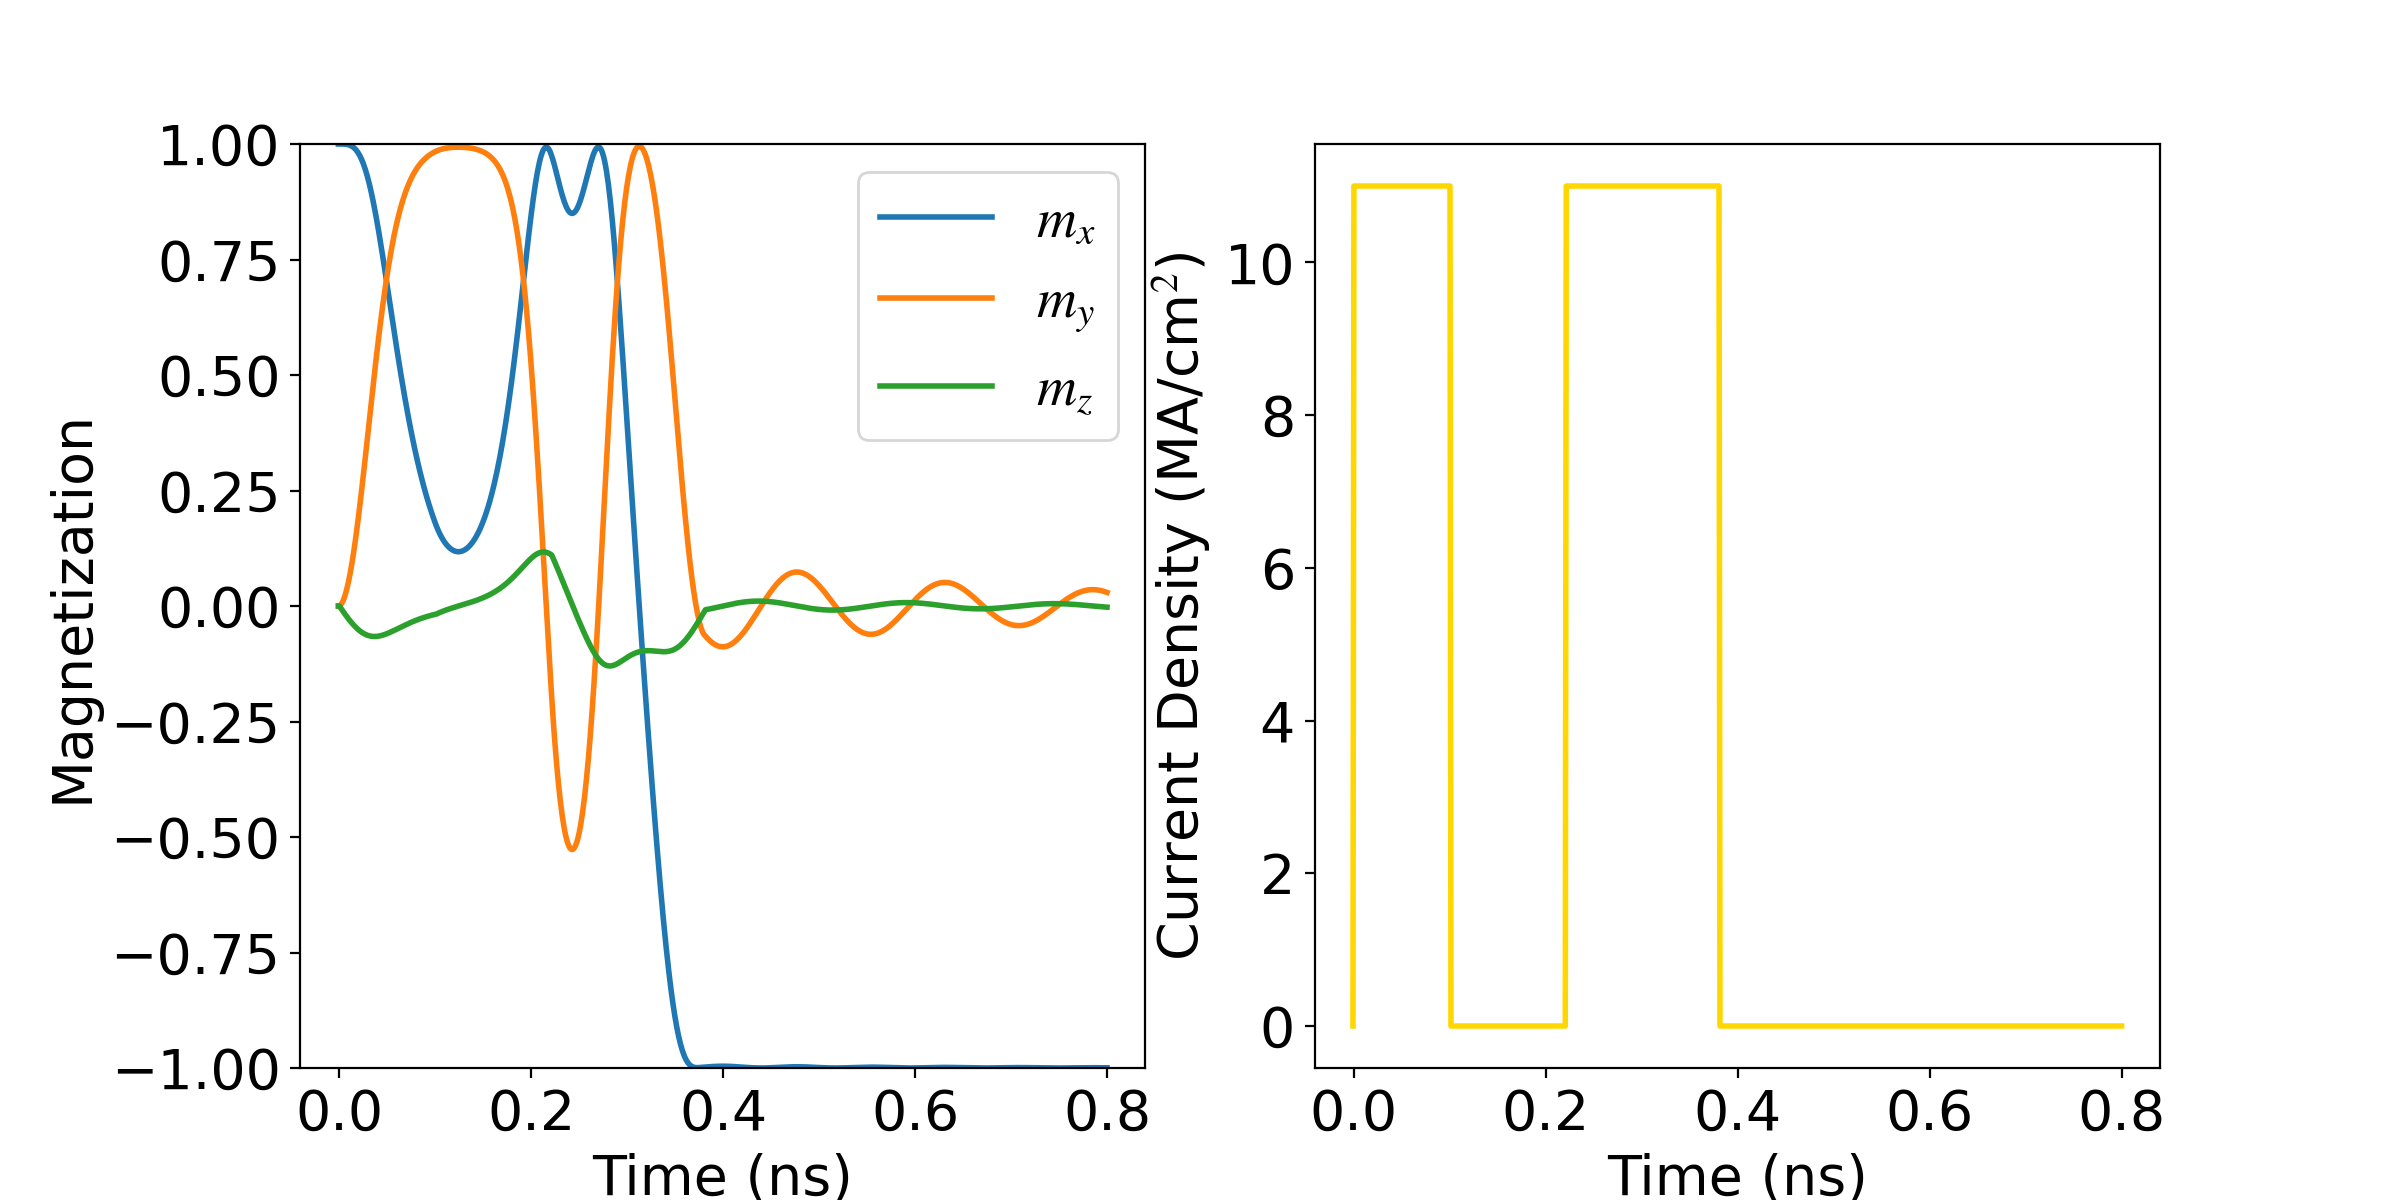 1.00
0.75
0.50
0.25
0.00
−0.25
−0.50
−0.75
−1.00
Magnetization
0.0 0.2 0.4 0.6 0.8
Time (ns)
m_x
m_y
m_z
10
8
6
4
2
0
Current Density (MA/cm²)
0.0 0.2 0.4 0.6 0.8
Time (ns)